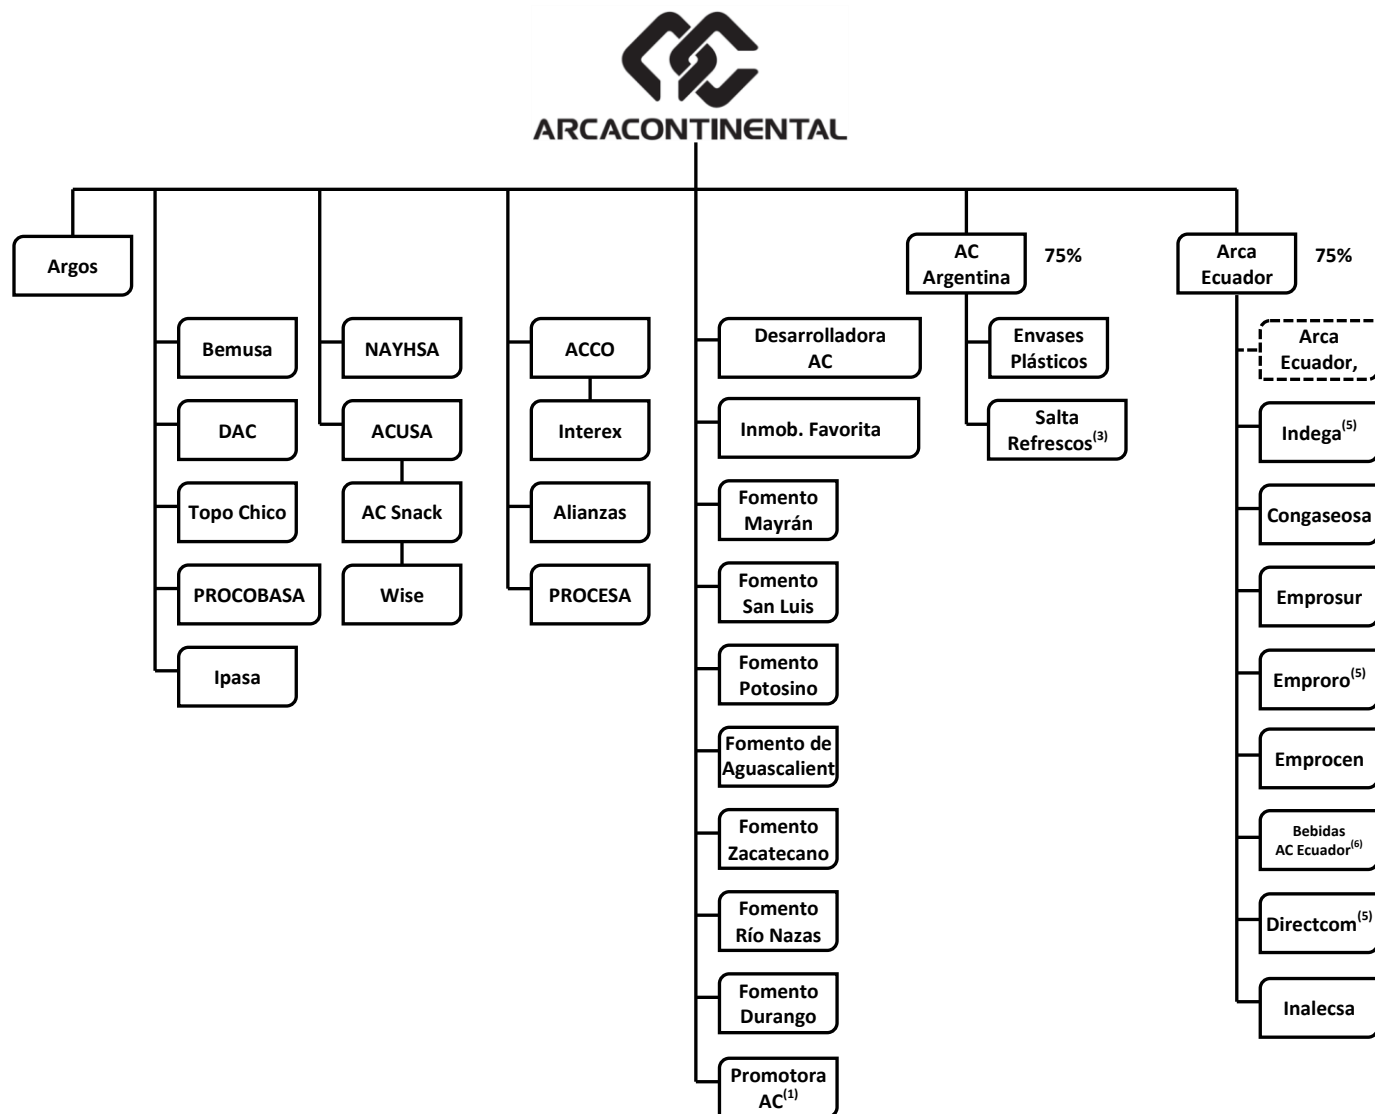 ARCACONTINENTAL
Argos
AC
Argentina
75%
Arca
Ecuador
75%
Bemusa
DAC
Topo Chico
PROCOBASA
Ipasa
NAYHSA
ACUSA
AC Snack
Wise
ACCO
Interex
Alianzas
PROCESA
Desarrolladora
AC
Inmob. Favorita
Fomento
Mayrán
Fomento
San Luis
Fomento
Potosino
Fomento de
Aguascalient
Fomento
Zacatecano
Fomento
Río Nazas
Fomento
Durango
Promotora
AC(1)
Envases
Plásticos
Salta
Refrescos(3)
Arca
Ecuador,
Indega(5)
Congaseosa
Emprosur
Emproro(5)
Emprocen
Bebidas
AC Ecuador(6)
Directcom(5)
Inalecsa